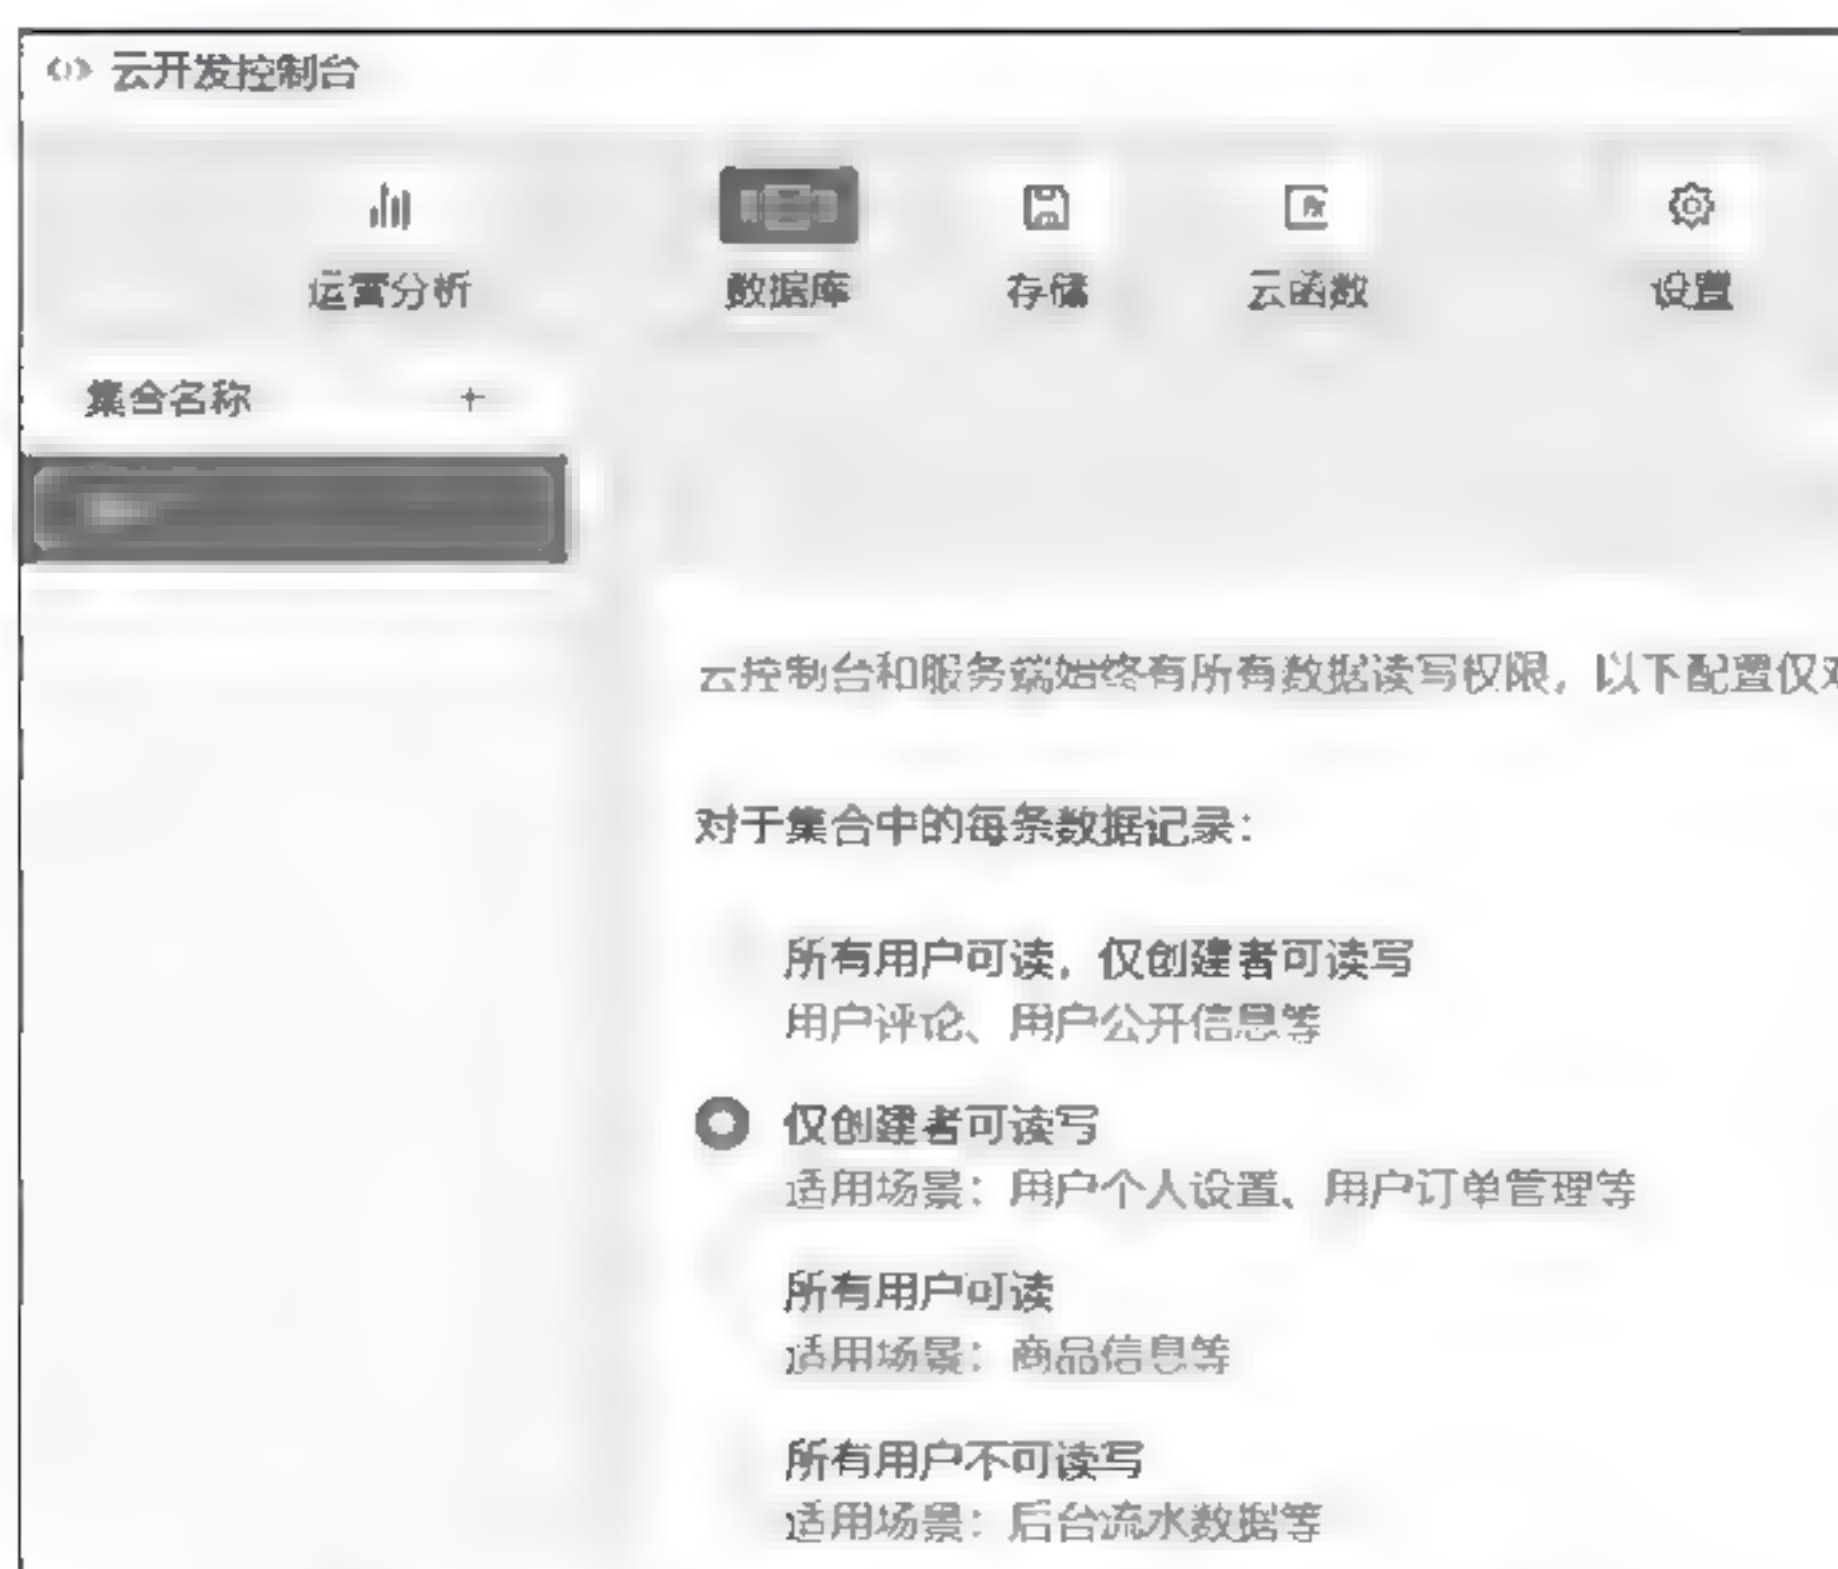 云开发控制台
运营分析 数据库 存储 云函数 设置
集合名称 +
云控制台和服务端始终有所有数据读写权限，以下配置仅对
对于集合中的每条数据记录：
所有用户可读，仅创建者可读写
用户评论、用户公开信息等
仅创建者可读写
适用场景：用户个人设置、用户订单管理等
所有用户可读
适用场景：商品信息等
所有用户不可读写
适用场景：后台流水数据等